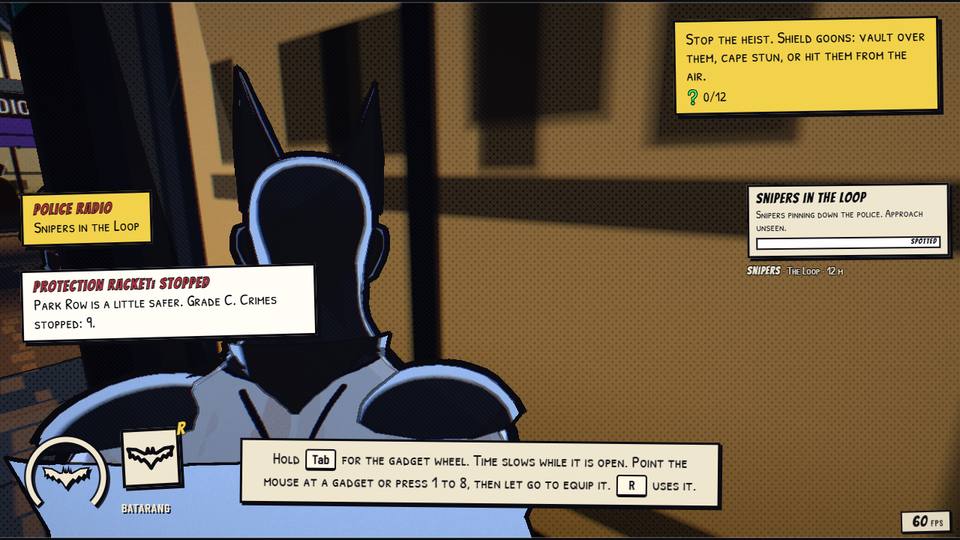 DIO
Stop the heist. Shield goons: vault over
them, cape stun, or hit them from the
air.
? 0/12
Police Radio
Snipers in the Loop
Snipers in the Loop
Snipers pinning down the police. Approach
unseen.
Spotted
Snipers The Loop 12 m
Protection Racket: Stopped
Park Row is a little safer. Grade C. Crimes
stopped: 9.
R
Batarang
Hold Tab for the gadget wheel. Time slows while it is open. Point the
mouse at a gadget or press 1 to 8, then let go to equip it. R uses it.
60 FPS